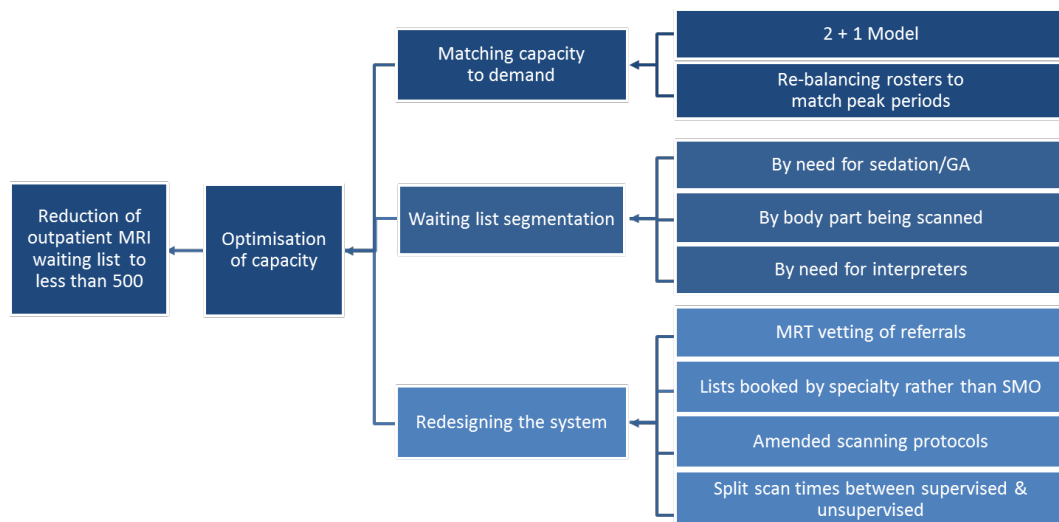 Reduction of
outpatient MRI
waiting list to
less than 500
Optimisation
of capacity
Matching capacity
to demand
2 + 1 Model
Re-balancing rosters to
match peak periods
Waiting list segmentation
By need for sedation/GA
By body part being scanned
By need for interpreters
Redesigning the system
MRT vetting of referrals
Lists booked by specialty rather than SMO
Amended scanning protocols
Split scan times between supervised &
unsupervised